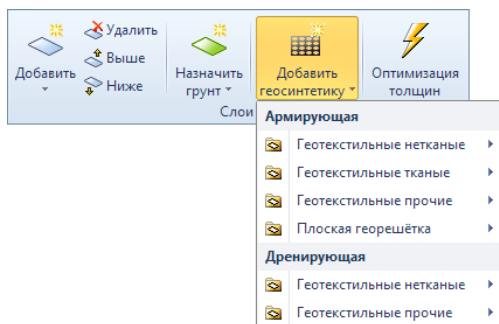 Добавить
Удалить
Выше
Ниже
Назначить
грунт
Добавить
геосинтетику
Оптимизация
толщин
Слои
Армирующая
Геотекстильные нетканые
Геотекстильные тканые
Геотекстильные прочие
Плоская георешётка
Дренирующая
Геотекстильные нетканые
Геотекстильные прочие